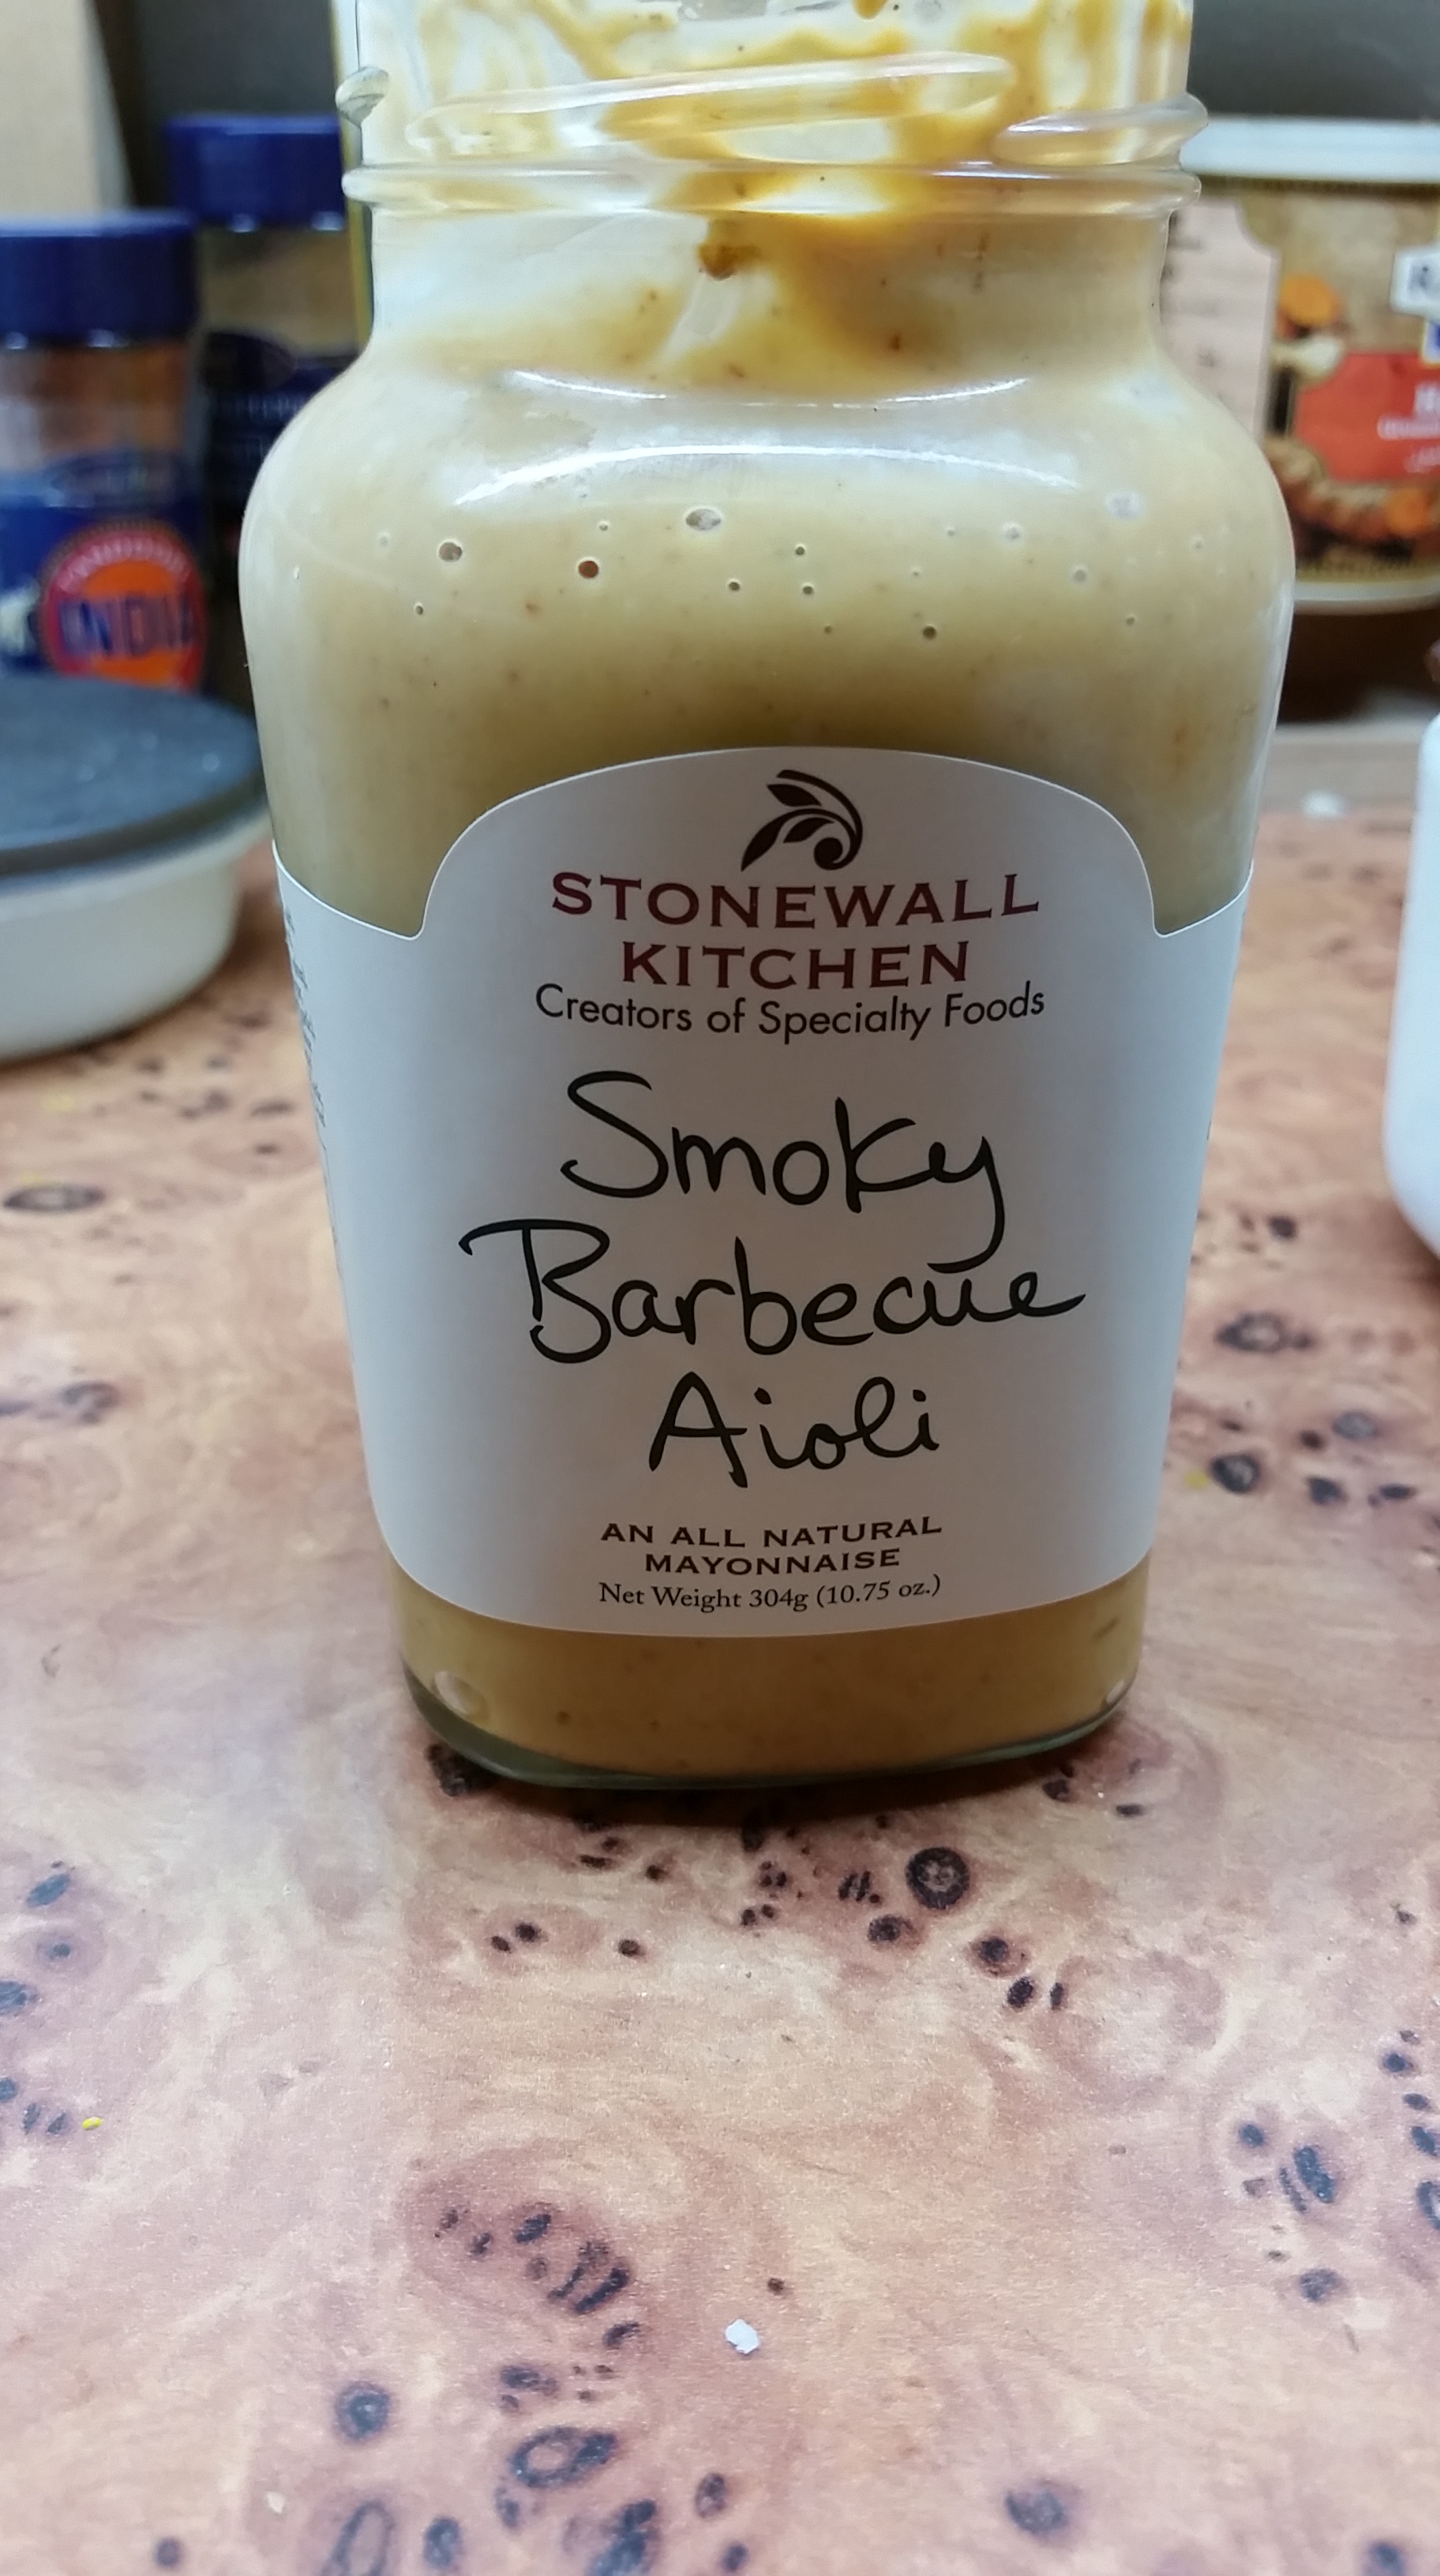 STONEWALL
KITCHEN
Creators of Specialty Foods
Smoky
Barbecue
Aioli
AN ALL NATURAL
MAYONNAISE
Net Weight 304g (10.75 oz.)
INDIA